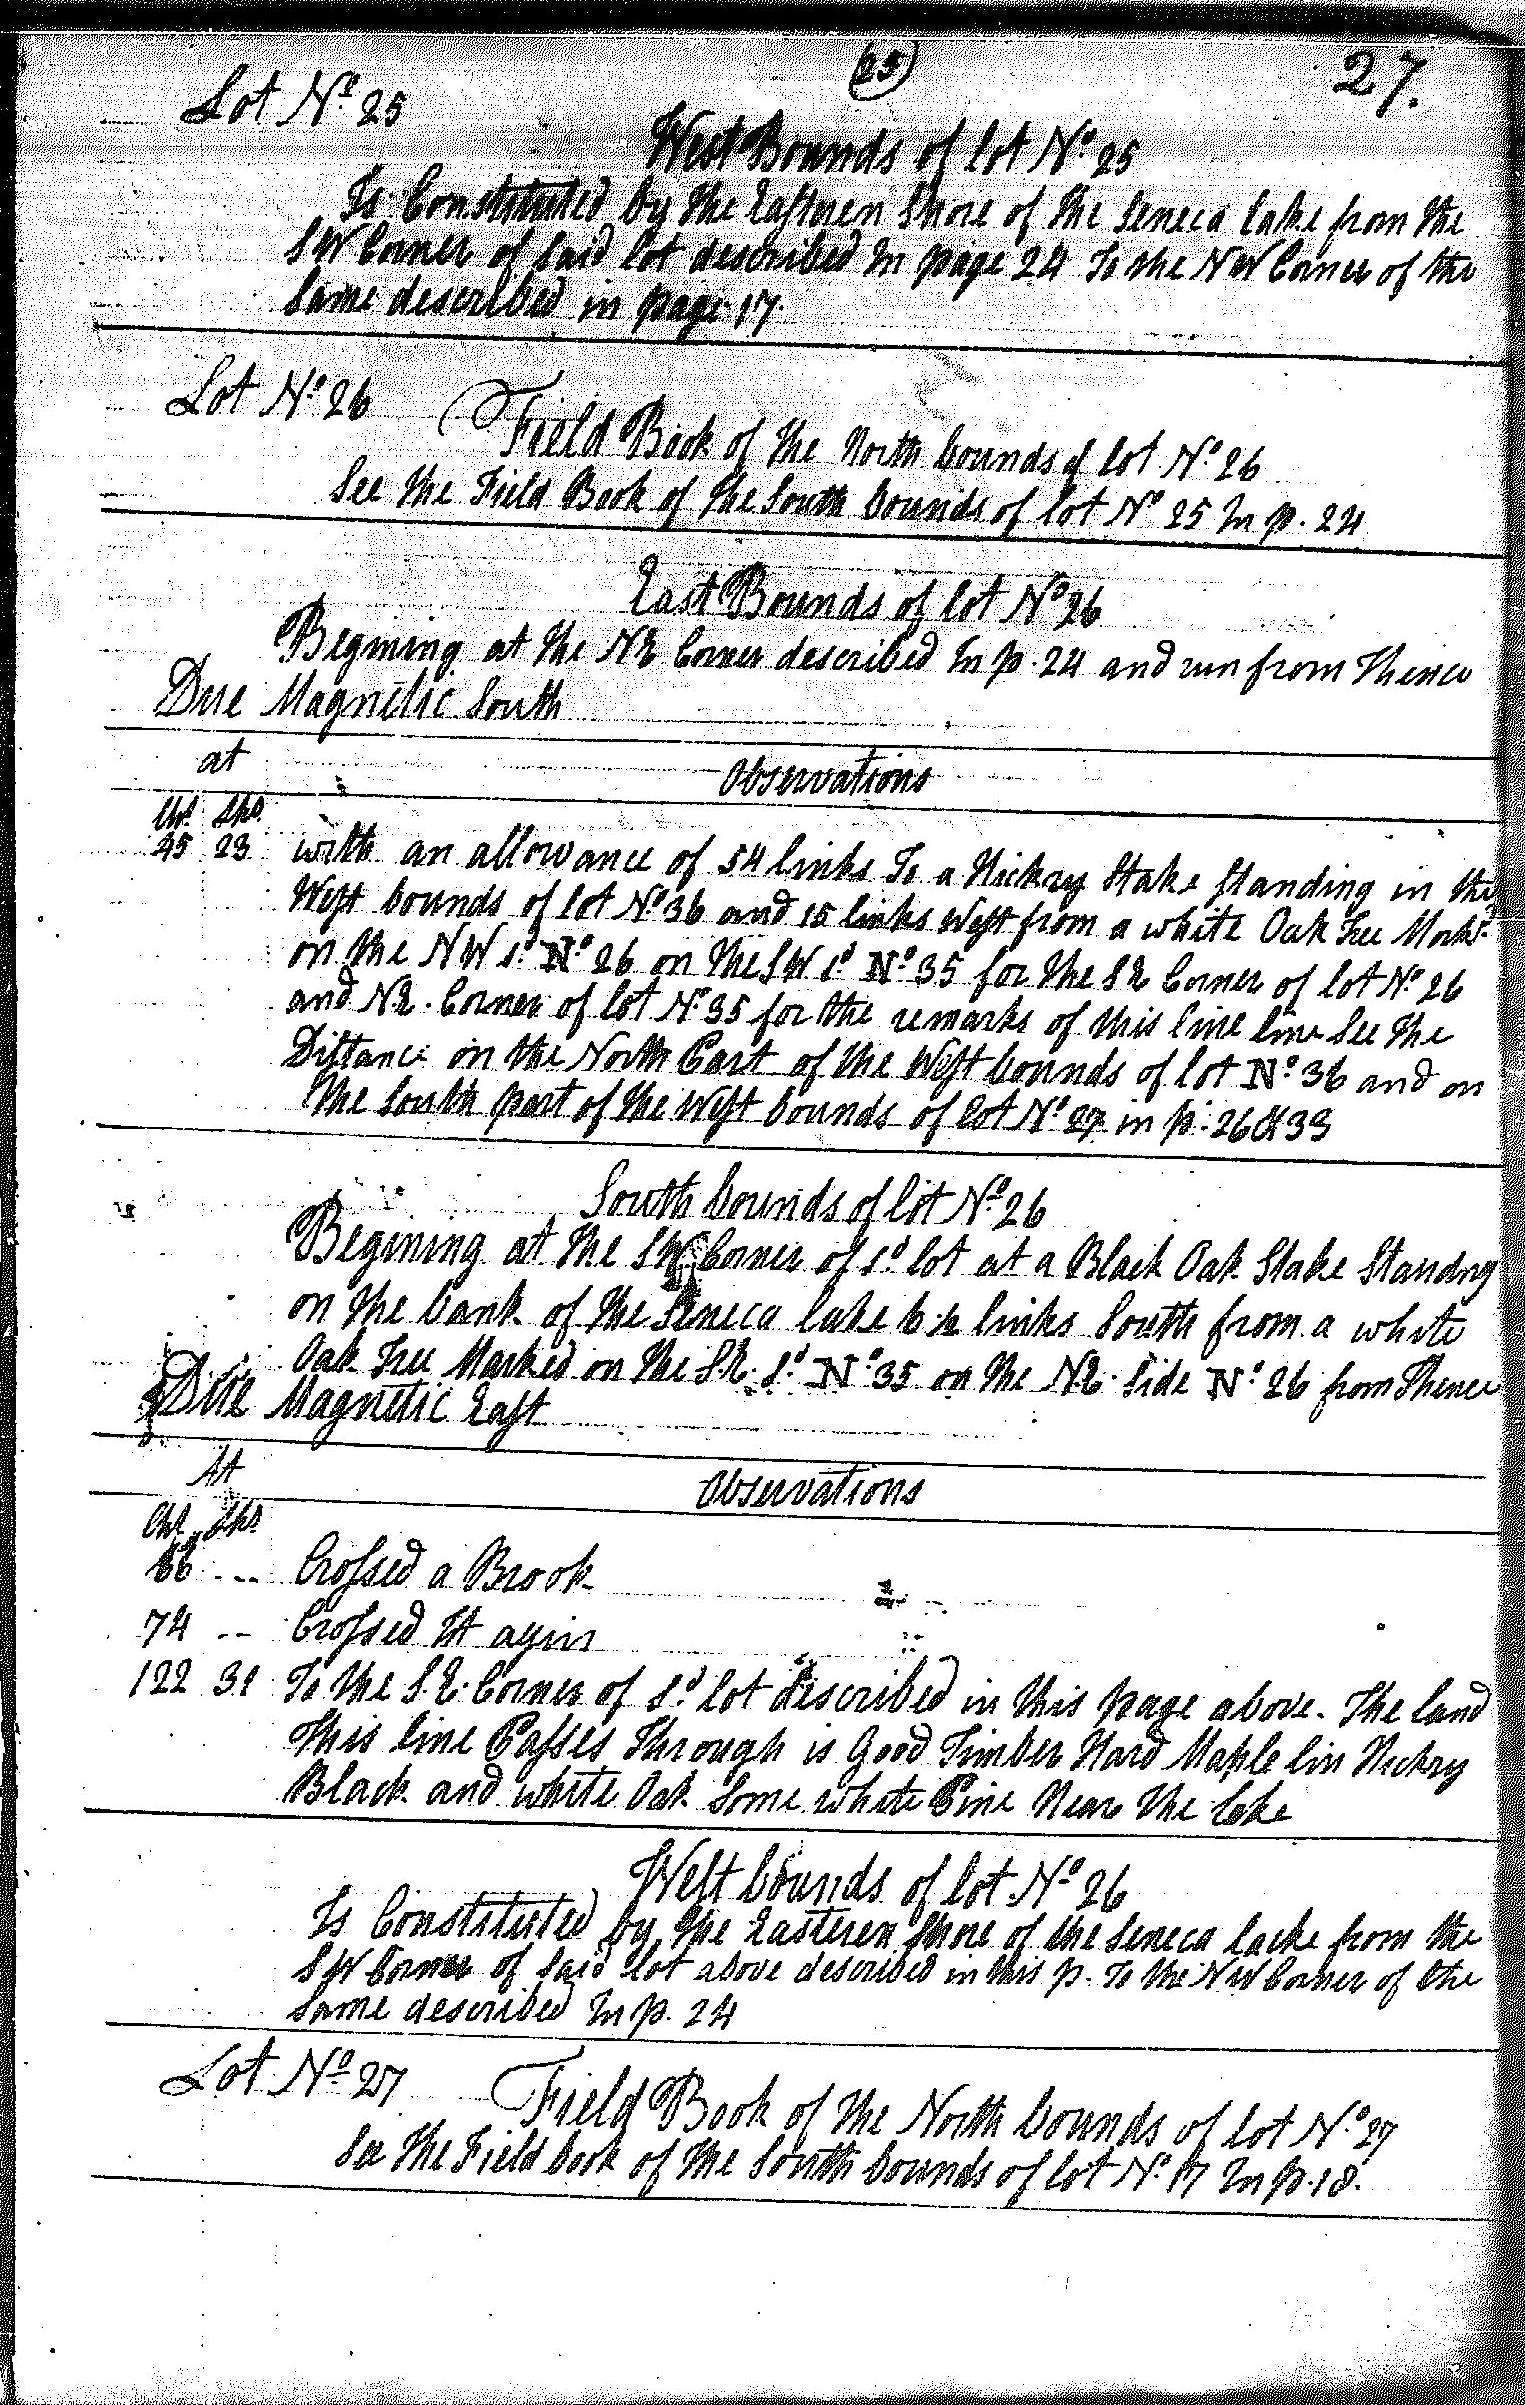 (25)
27.
Lot No. 25
West Bounds of lot No. 25
Is Constituted by the Easteren Shore of the Seneca Lake from the
SW Corner of Said lot described In page 24 To the NW Corner of the
Same described in page 17.
Lot No. 26
Field Book of the North bounds of lot No. 26
See the Field Book of the South bounds of lot No 25 In p. 24
East Bounds of lot No 26
Begining at the NE Corner described In p. 24 and run from Thence
Due Magnetic South
at
Observations
Chs. Lks.
45 23 with an allowance of 54 links To a Hickry Stake Standing in the
West bounds of lot No. 36 and 15 links West from a white Oak Tree Markd.
on the NW sd. No. 26 on the SW sd. No. 35 for the SE Corner of lot No. 26
and NE. Corner of lot No. 35 for the remarks of this line line See the
Distance on the North Part of the West bounds of lot No. 36 and on
The South part of the West bounds of lot No. 27 in p. 26 & 33
South bounds of lot No. 26
Begining at the SW Corner of sd. lot at a Black Oak Stake Standng
on the bank of the Seneca lake links South from a white
Oak Tree Marked on the S.E. sd. No. 35 on the NE. Side No. 26 from Thence
Due Magnetic East
At
Observations
Chs. Lks
66 -- Crossed a Brook
74 -- Crossed It agin
122 31 To the S.E. Corner of sd. lot described in this page above. The land
This line Passes Through is Good Timber Hard Maple lin Hickry
Black and white Oak Some white Pine Near the lake
West bounds of lot No. 26
Is Constituted by the Easteren Shore of the Seneca lacke from the
SW Corner of Said lot above described in this p. To the NW Corner of the
Same described In p. 24
Lot No. 27
Field Book of the North bounds of lot No. 27
See The Field book of the South bounds of lot No. 17 In p. 18.